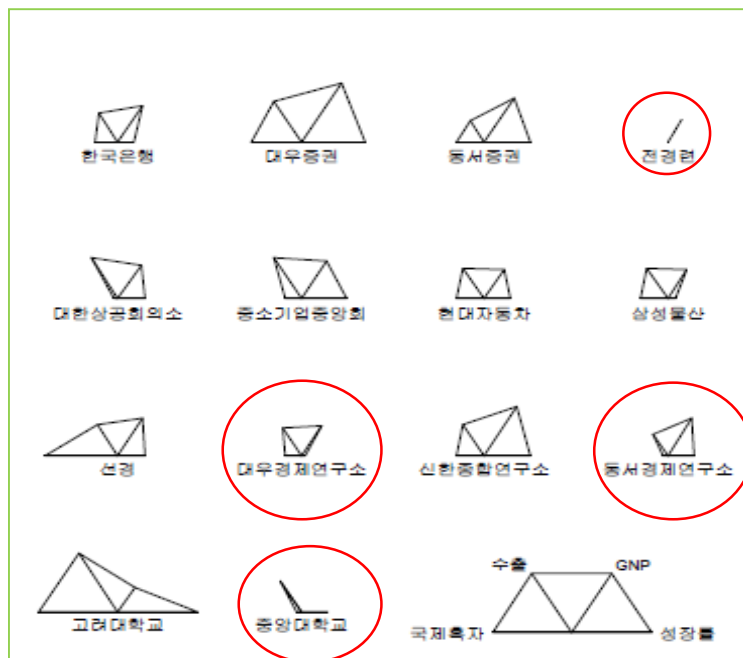 한국은행
대우증권
동서증권
전경련
대한상공회의소
중소기업중앙회
현대자동차
삼성물산
선경
대우경제연구소
신한종합연구소
동서경제연구소
수출
GNP
고려대학교
중앙대학교
국제흑자
성장률